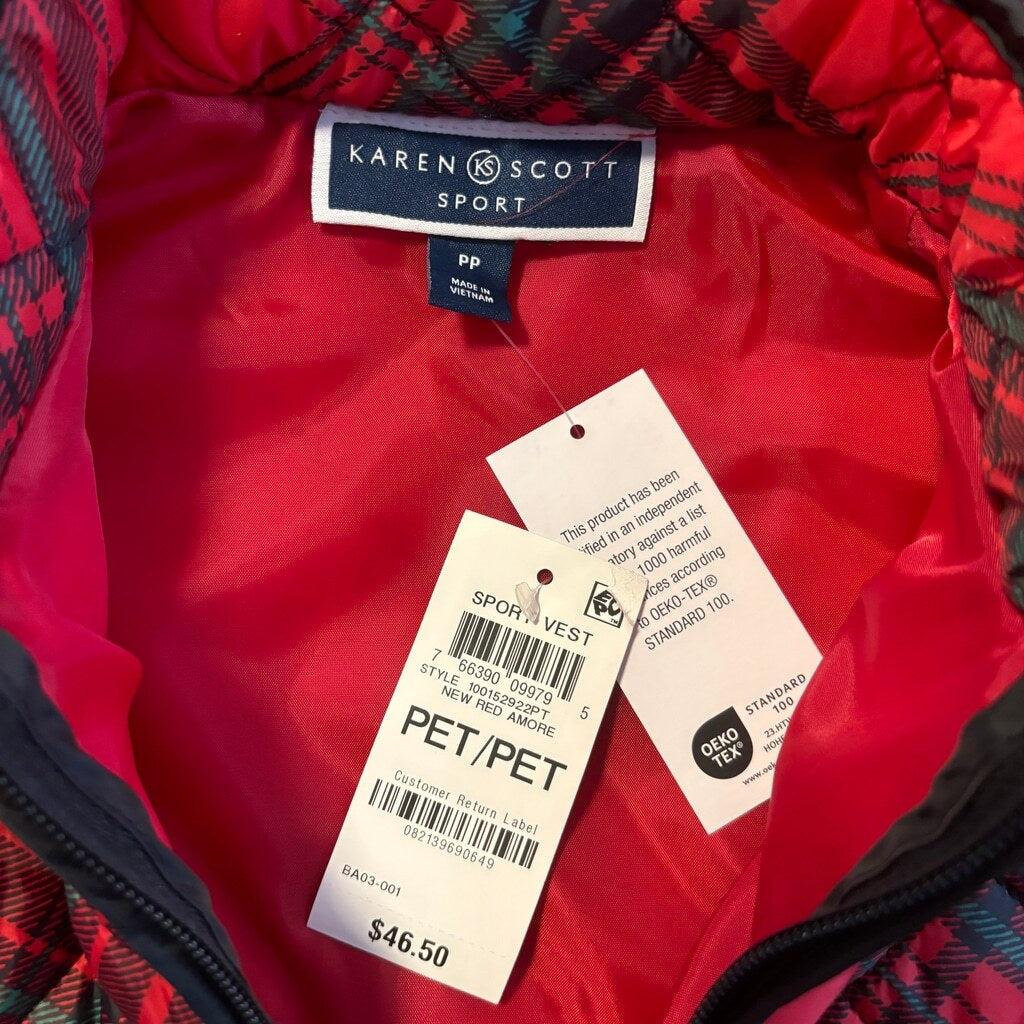 KAREN KS SCOTT
SPORT
PP
MADE IN
VIETNAM
This product has been
in an independent
against a list
1000 harmful
according
to OEKO-TEX®
STANDARD 100.
OEKO
TEX®
STANDARD
100
SPORT VEST
7 66390 09979 5
STYLE 100152922PT
NEW RED AMORE
PET/PET
Customer Return Label
082139690649
BA03-001
$46.50